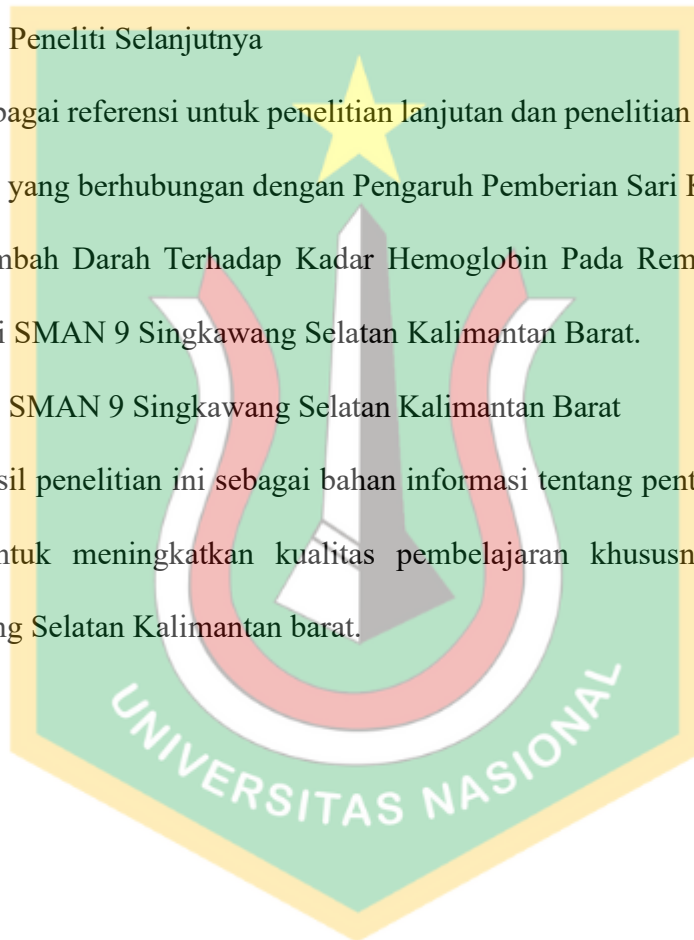 Peneliti Selanjutnya
bagai referensi untuk penelitian lanjutan dan penelitian
yang berhubungan dengan Pengaruh Pemberian Sari
mbah Darah Terhadap Kadar Hemoglobin Pada Rem
i SMAN 9 Singkawang Selatan Kalimantan Barat.
SMAN 9 Singkawang Selatan Kalimantan Barat
sil penelitian ini sebagai bahan informasi tentang pent
ntuk meningkatkan kualitas pembelajaran khususn
ng Selatan Kalimantan barat.
UNIVERSITAS NASIONAL